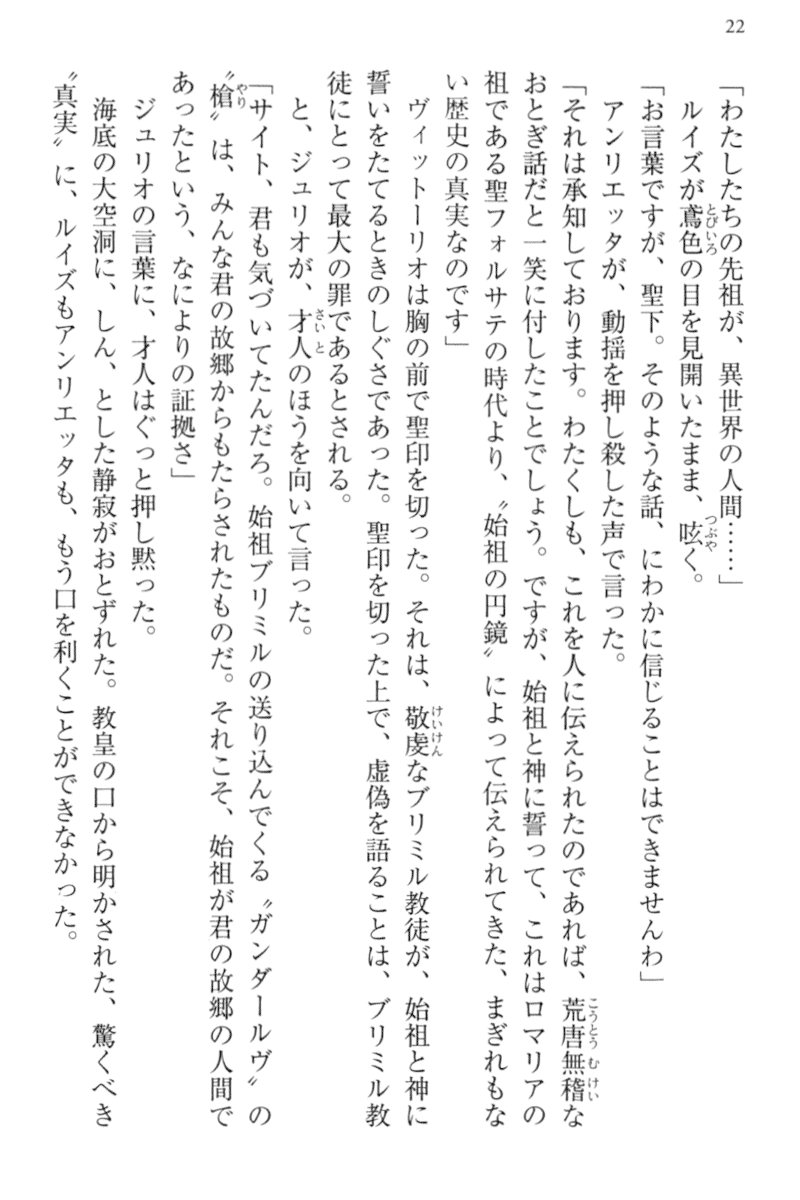 22
「わたしたちの先祖が、異世界の人間……」
ルイズが鳶色の目を見開いたまま、呟く。
「お言葉ですが、聖下。そのような話、にわかに信じることはできませんわ」
アンリエッタが、動揺を押し殺した声で言った。
「それは承知しております。わたくしも、これを人に伝えられたのであれば、荒唐無稽な
おとぎ話だと一笑に付したことでしょう。ですが、始祖と神に誓って、これはロマリアの
祖である聖フォルサテの時代より、〝始祖の円鏡〟によって伝えられてきた、まぎれもな
い歴史の真実なのです」
ヴィットーリオは胸の前で聖印を切った。それは、敬虔なブリミル教徒が、始祖と神に
誓いをたてるときのしぐさであった。聖印を切った上で、虚偽を語ることは、ブリミル教
徒にとって最大の罪であるとされる。
と、ジュリオが、才人のほうを向いて言った。
「サイト、君も気づいてたんだろ。始祖ブリミルの送り込んでくる〝ガンダールヴ〟の
〝槍〟は、みんな君の故郷からもたらされたものだ。それこそ、始祖が君の故郷の人間で
あったという、なによりの証拠さ」
ジュリオの言葉に、才人はぐっと押し黙った。
海底の大空洞に、しん、とした静寂がおとずれた。教皇の口から明かされた、驚くべき
〝真実〟に、ルイズもアンリエッタも、もう口を利くことができなかった。